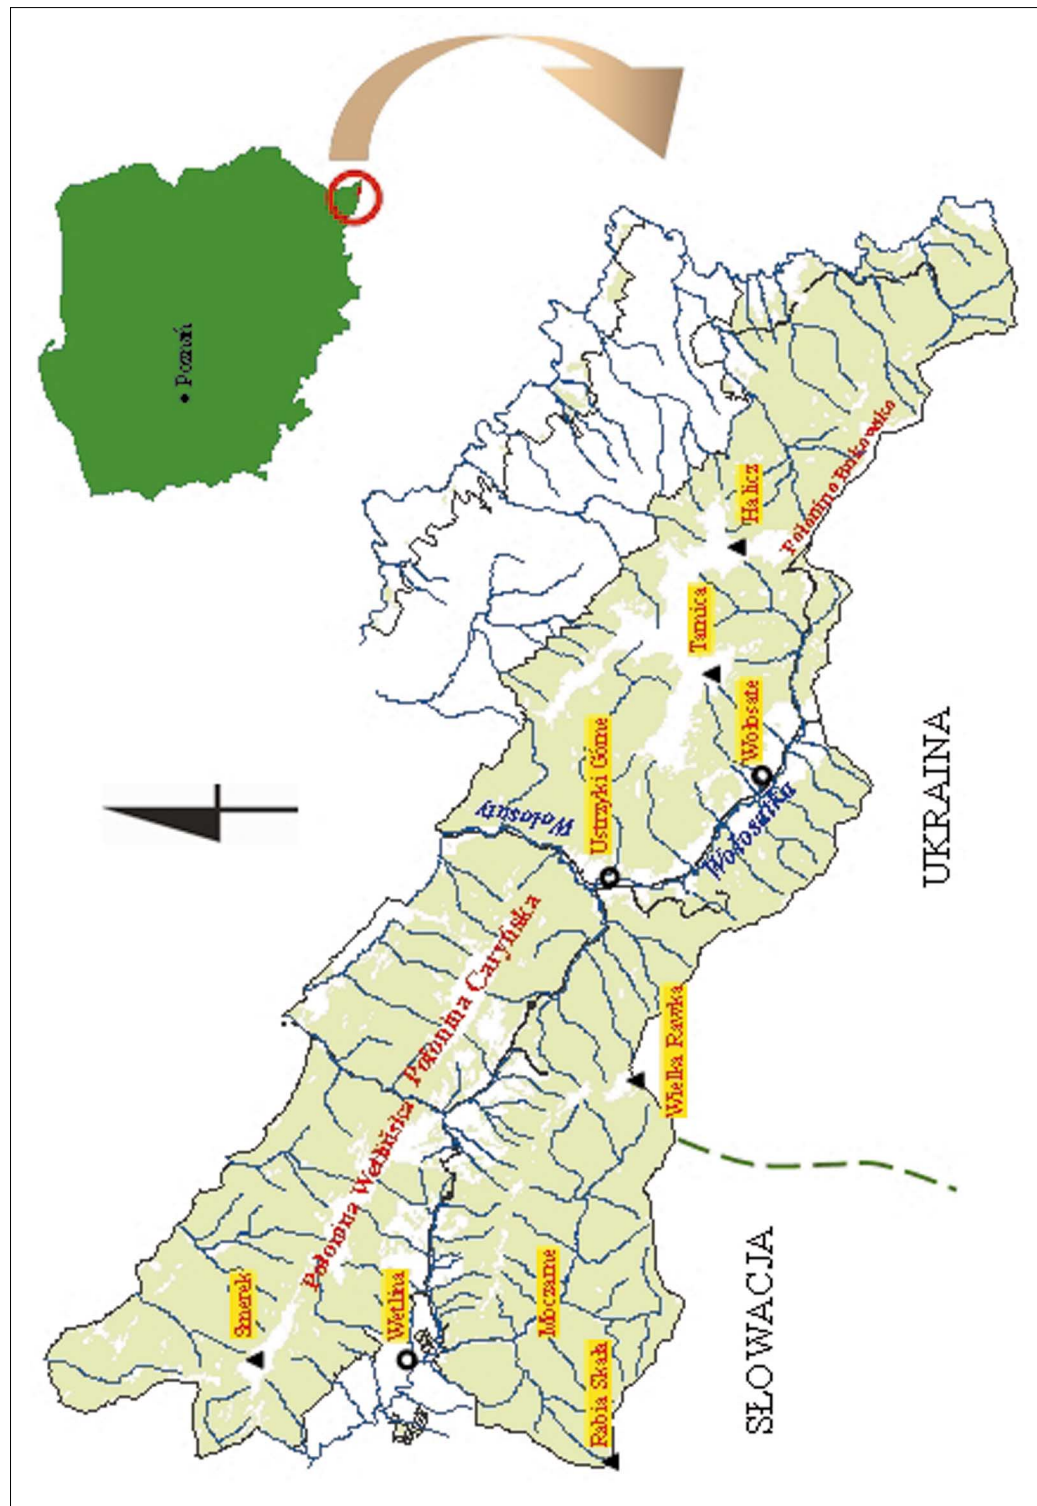 Poznań
Smerek
Połonina Wetlińska
Wetlina
Połonina Caryńska
Moczarne
Wołosaty
Rabia Skała
Ustrzyki Górne
Wielka Rawka
Tarnica
Halicz
Wołosate
Wołosatka
SŁOWACJA
Połonina Bukowska
UKRAINA